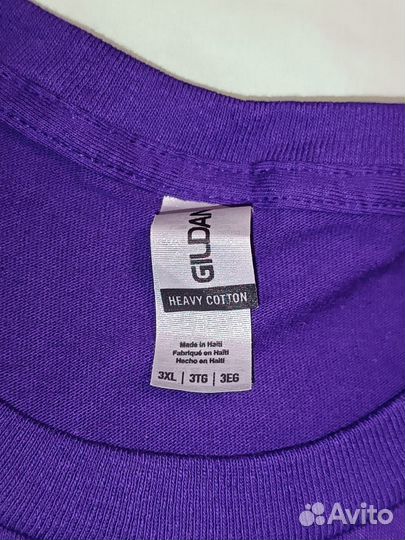 GILDAN
HEAVY COTTON
Made in Haiti
Fabriqué en Haïti
Hecho en Haití
3XL | 3TG | 3EG
Avito